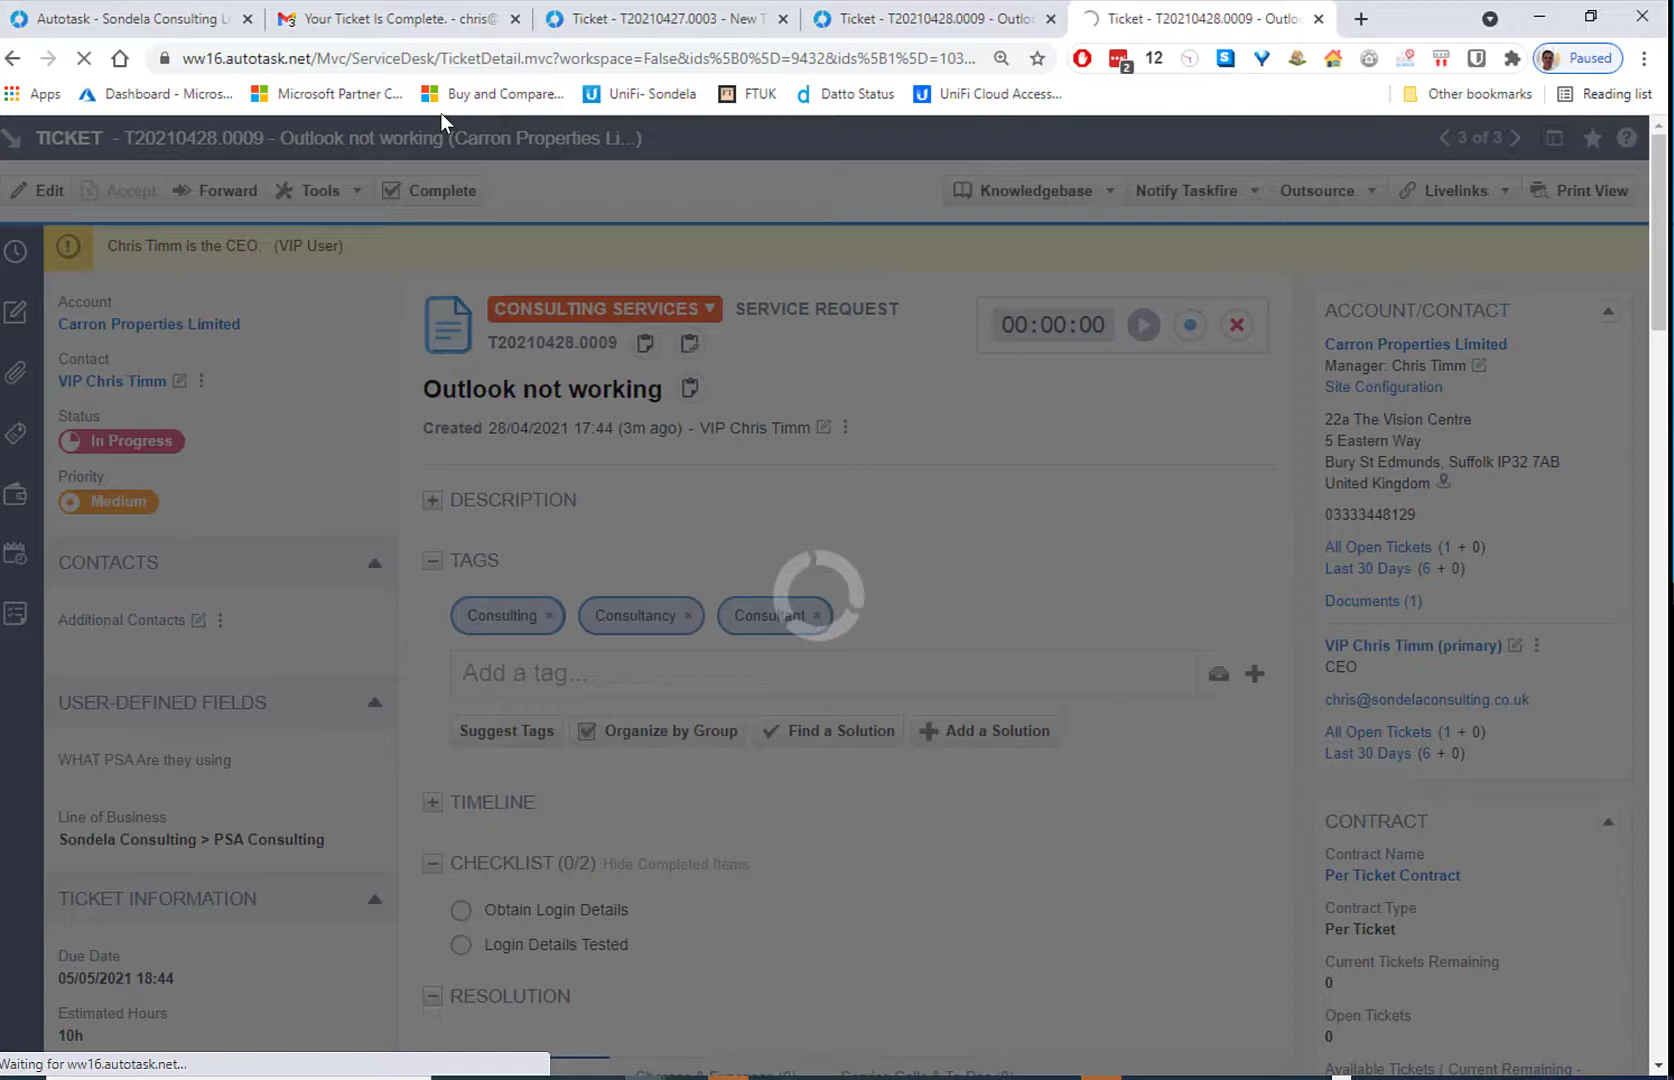 Autotask - Sondela Consulting L
Your Ticket Is Complete. - chris@
Ticket - T20210427.0003 - New T
Ticket - T20210428.0009 - Outlo
Ticket - T20210428.0009 - Outlo
ww16.autotask.net/Mvc/ServiceDesk/TicketDetail.mvc?workspace=False&ids%5B0%5D=9432&ids%5B1%5D=103...
2
12
Paused
Apps
Dashboard - Micros...
Microsoft Partner C...
Buy and Compare...
UniFi- Sondela
FTUK
Datto Status
UniFi Cloud Access...
Other bookmarks
Reading list
TICKET - T20210428.0009 - Outlook not working (Carron Properties Li...)
3 of 3
Edit
Accept
Forward
Tools
Complete
Knowledgebase
Notify Taskfire
Outsource
Livelinks
Print View
Chris Timm is the CEO. (VIP User)
Account
Carron Properties Limited
Contact
VIP Chris Timm
Status
In Progress
Priority
Medium
CONTACTS
Additional Contacts
USER-DEFINED FIELDS
WHAT PSA Are they using
Line of Business
Sondela Consulting > PSA Consulting
TICKET INFORMATION
Due Date
05/05/2021 18:44
Estimated Hours
10h
CONSULTING SERVICES
SERVICE REQUEST
T20210428.0009
00:00:00
Outlook not working
Created 28/04/2021 17:44 (3m ago) - VIP Chris Timm
DESCRIPTION
TAGS
Consulting ×
Consultancy ×
Consultant ×
Add a tag....
Suggest Tags
Organize by Group
Find a Solution
Add a Solution
TIMELINE
CHECKLIST (0/2) Hide Completed Items
Obtain Login Details
Login Details Tested
RESOLUTION
ACCOUNT/CONTACT
Carron Properties Limited
Manager: Chris Timm
Site Configuration
22a The Vision Centre
5 Eastern Way
Bury St Edmunds, Suffolk IP32 7AB
United Kingdom
03333448129
All Open Tickets (1 + 0)
Last 30 Days (6 + 0)
Documents (1)
VIP Chris Timm (primary)
CEO
chris@sondelaconsulting.co.uk
All Open Tickets (1 + 0)
Last 30 Days (6 + 0)
CONTRACT
Contract Name
Per Ticket Contract
Contract Type
Per Ticket
Current Tickets Remaining
0
Open Tickets
0
Available Tickets ( Current Remaining -
Waiting for ww16.autotask.net...